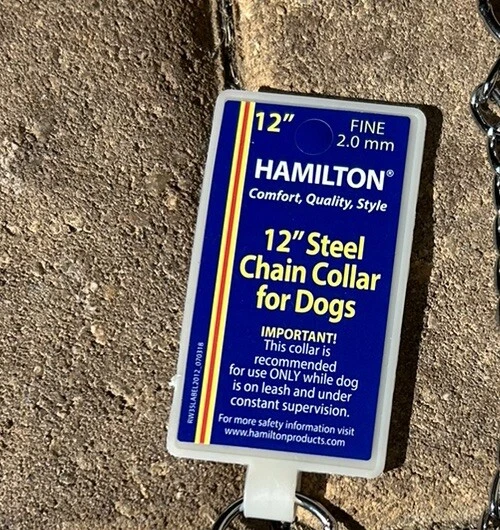 12"
FINE
2.0 mm
HAMILTON®
Comfort, Quality, Style
12" Steel
Chain Collar
for Dogs
IMPORTANT!
This collar is
recommended
for use ONLY while dog
is on leash and under
constant supervision.
For more safety information visit
www.hamiltonproducts.com
RW35LABEL2012_070318